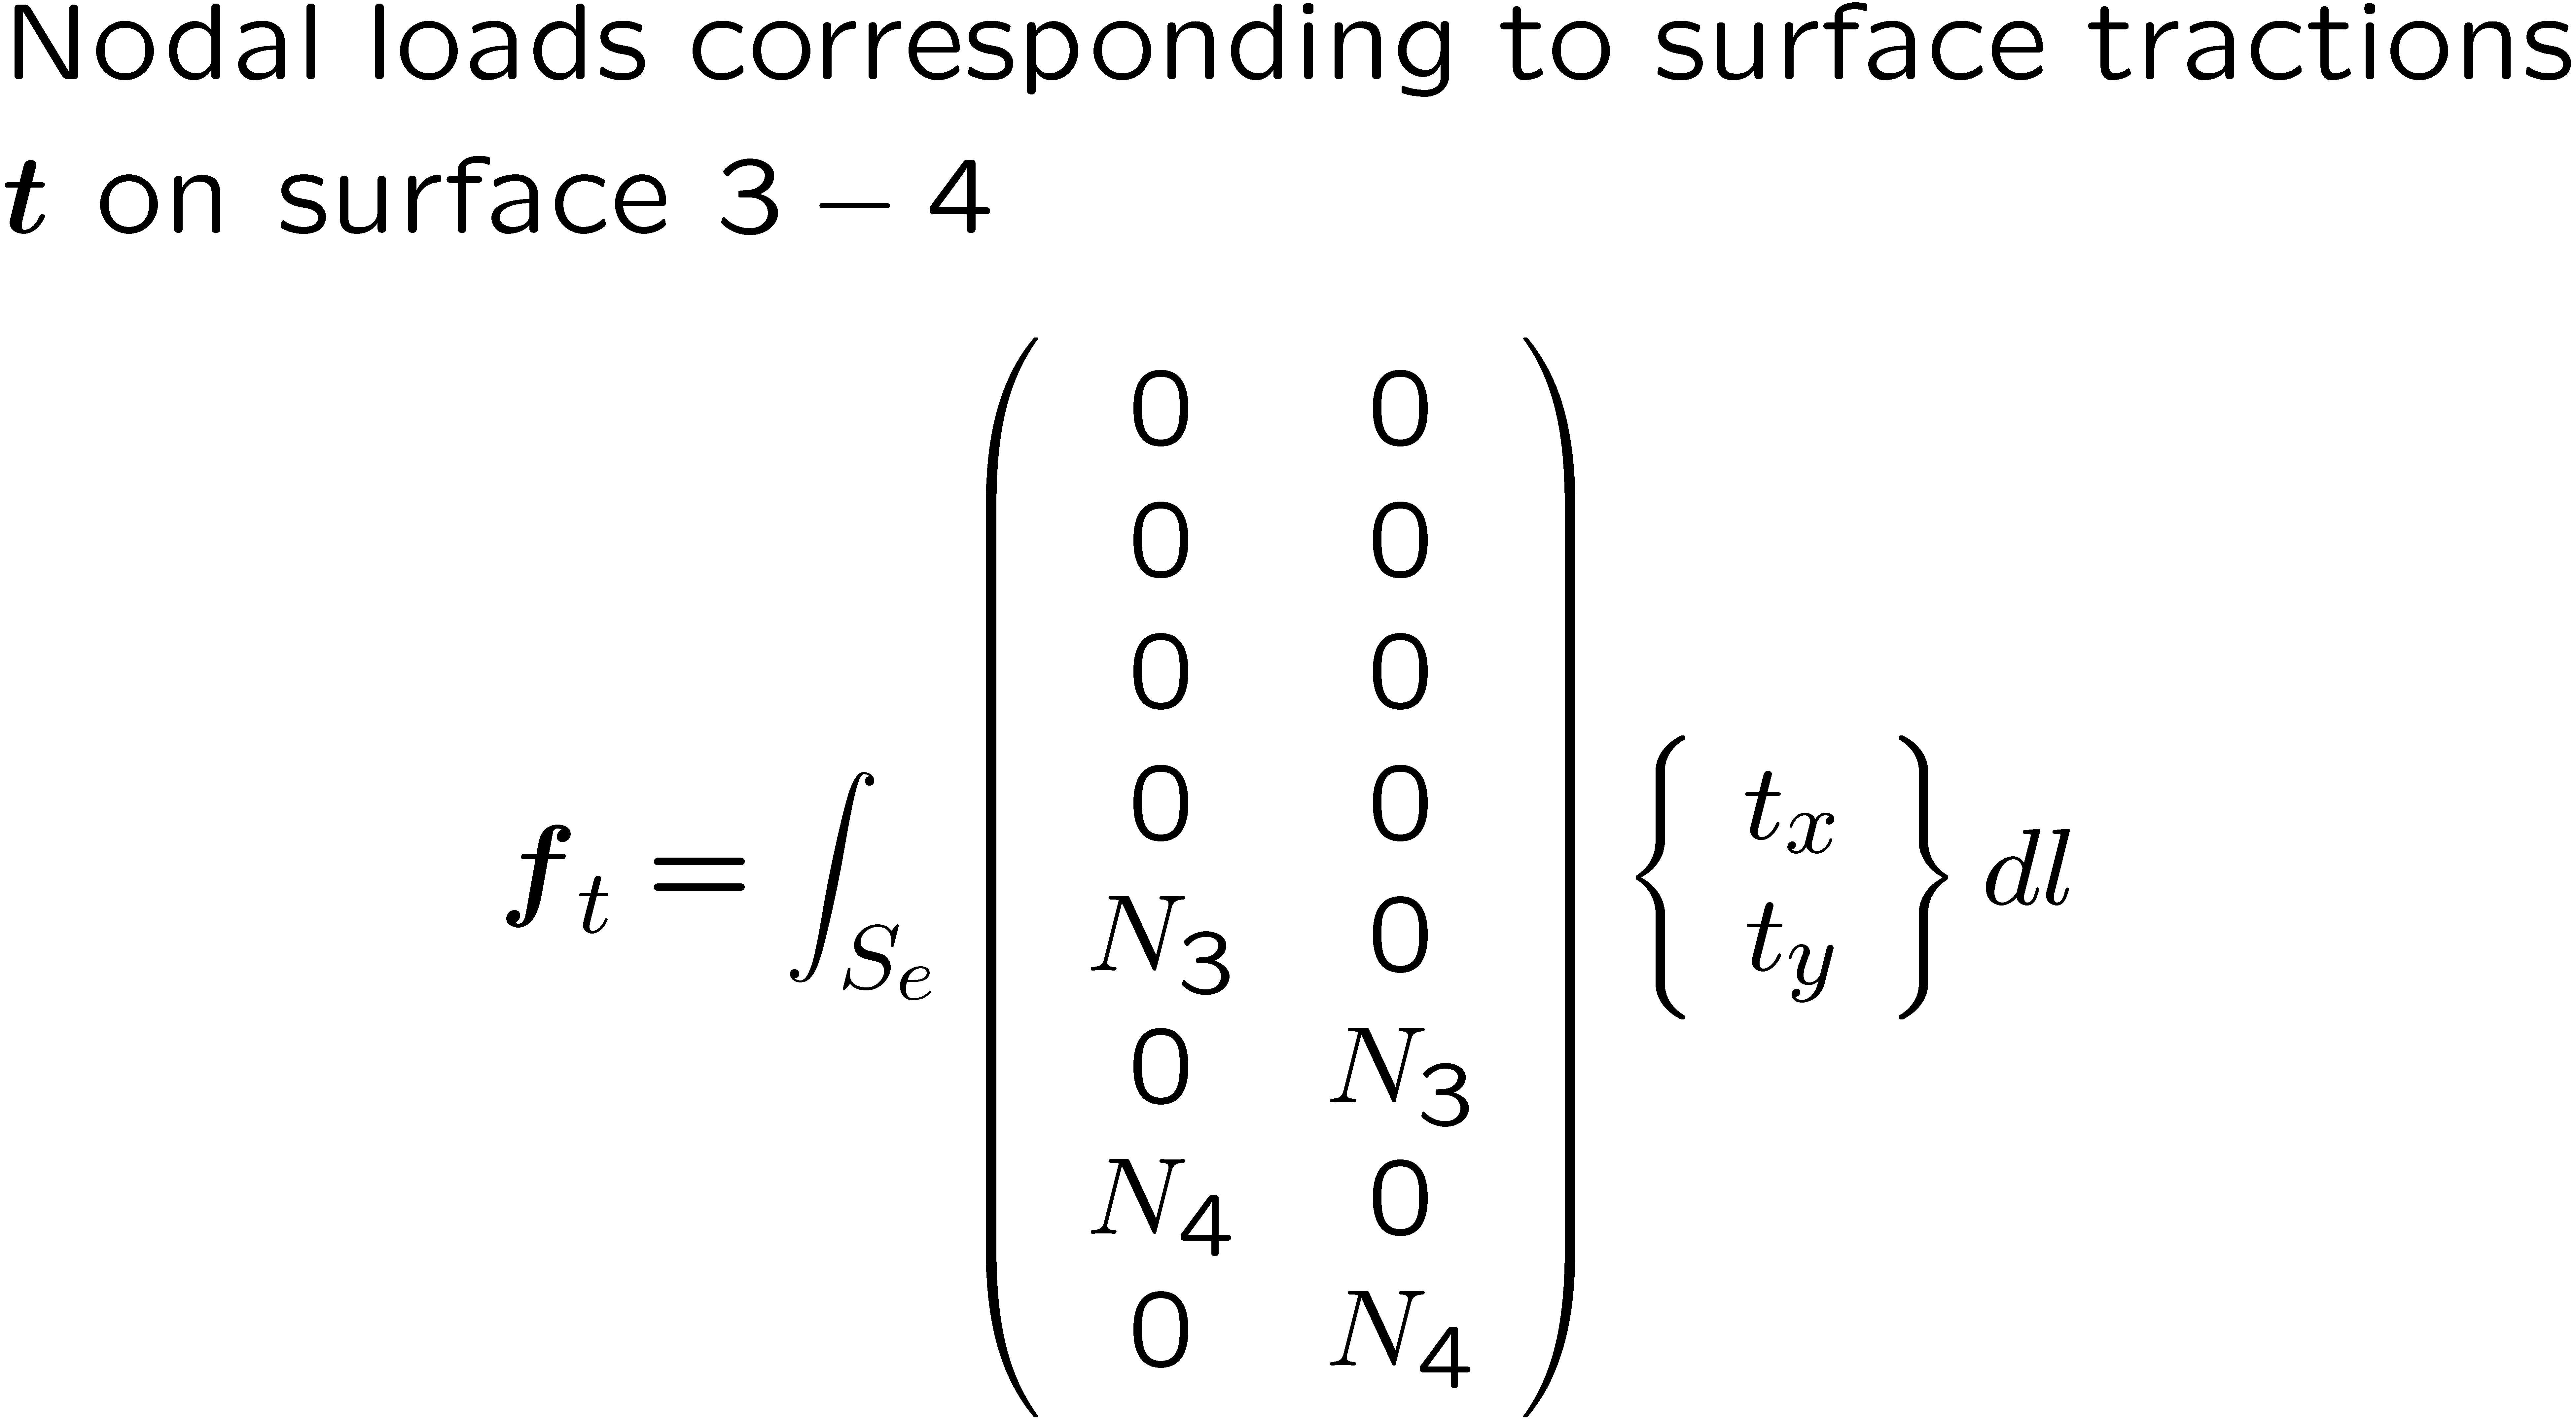 Nodal loads corresponding to surface tractions
t on surface 3 – 4
0 0
0 0
0 0
0 0
N_3 0
0 N_3
N_4 0
0 N_4
f_t = ∫_{S_e} { t_x t_y } dl